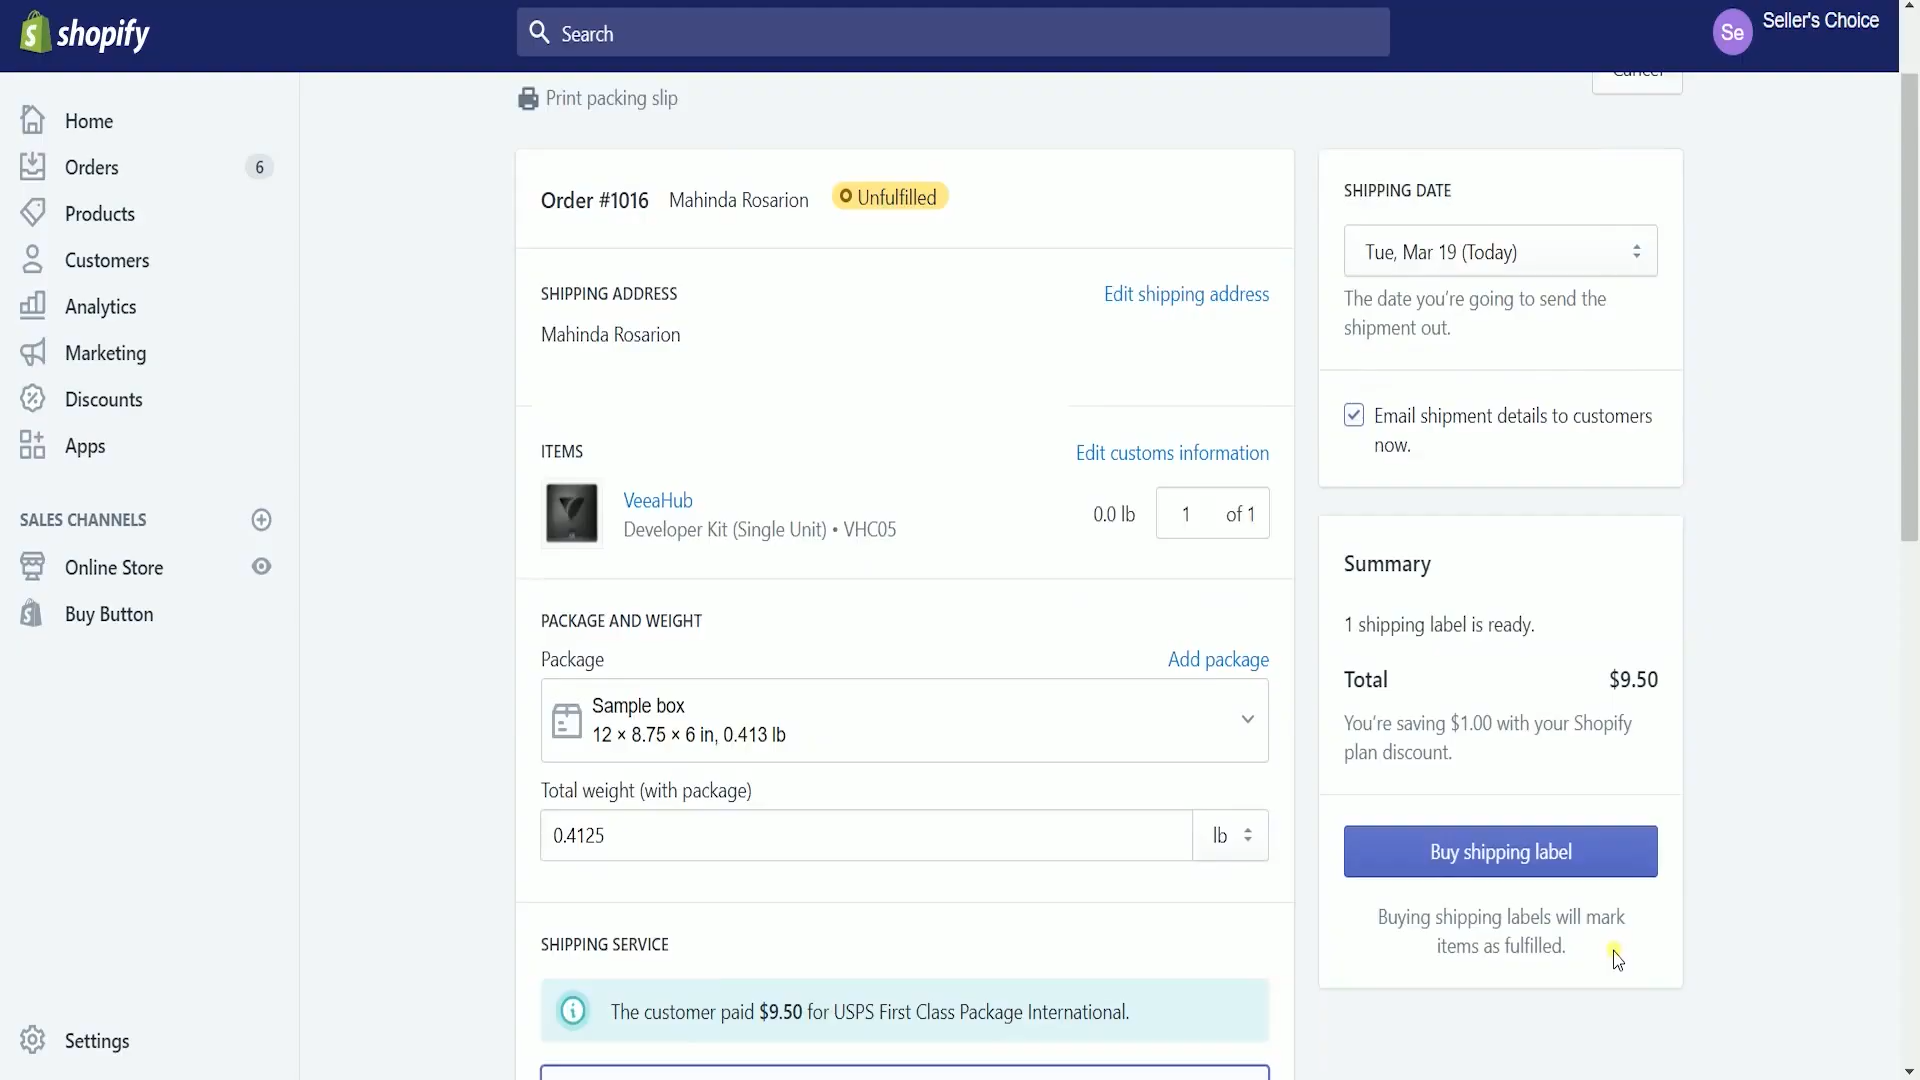 shopify
Search
Se
Seller's Choice
Home
Orders
6
Products
Customers
Analytics
Marketing
Discounts
Apps
SALES CHANNELS
Online Store
Buy Button
Settings
Print packing slip
Order #1016
Mahinda Rosarion
Unfulfilled
SHIPPING ADDRESS
Edit shipping address
Mahinda Rosarion
ITEMS
Edit customs information
VeeaHub
Developer Kit (Single Unit) • VHC05
0.0 lb
1 of 1
PACKAGE AND WEIGHT
Package
Add package
Sample box
12 × 8.75 × 6 in, 0.413 lb
Total weight (with package)
0.4125
lb
SHIPPING SERVICE
The customer paid $9.50 for USPS First Class Package International.
Cancel
SHIPPING DATE
Tue, Mar 19 (Today)
The date you're going to send the
shipment out.
Email shipment details to customers
now.
Summary
1 shipping label is ready.
Total
$9.50
You're saving $1.00 with your Shopify
plan discount.
Buy shipping label
Buying shipping labels will mark
items as fulfilled.